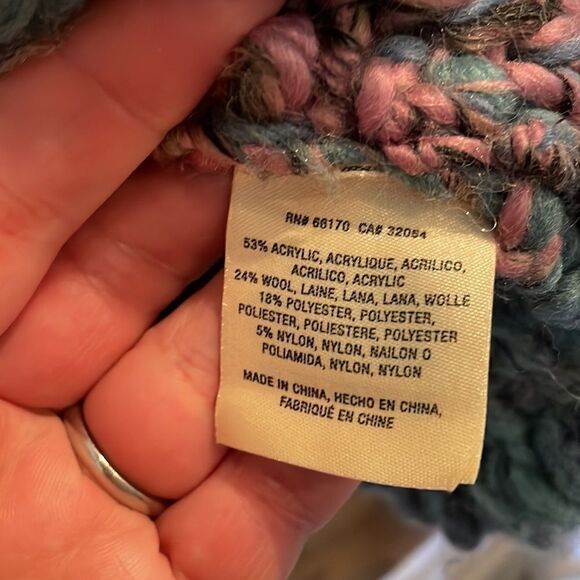 RN# 66170 CA# 32054
53% ACRYLIC, ACRYLIQUE, ACRILICO,
ACRILICO, ACRYLIC
24% WOOL, LAINE, LANA, LANA, WOLLE
18% POLYESTER, POLYESTER,
POLIESTER, POLIESTERE, POLYESTER
5% NYLON, NYLON, NAILON O
POLIAMIDA, NYLON, NYLON
MADE IN CHINA, HECHO EN CHINA,
FABRIQUÉ EN CHINE